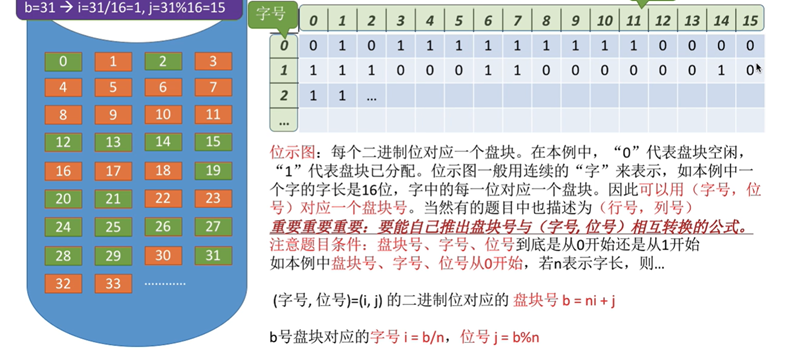 b=31 → i=31/16=1, j=31%16=15
字号
0 1 2 3 4 5 6 7 8 9 10 11 12 13 14 15
0 0 1 0 1 1 1 1 1 1 1 1 1 0 0 0 0
1 1 1 1 0 0 0 1 1 0 0 0 0 0 0 1 0
2 1 1 ...
...
0 1 2 3
4 5 6 7
8 9 10 11
12 13 14 15
16 17 18 19
20 21 22 23
24 25 26 27
28 29 30 31
32 33 …………
位示图：每个二进制位对应一个盘块。在本例中，“0”代表盘块空闲，
“1”代表盘块已分配。位示图一般用连续的“字”来表示，如本例中一
个字的字长是16位，字中的每一位对应一个盘块。因此可以用（字号，位
号）对应一个盘块号。当然有的题目中也描述为（行号，列号）
重要重要重要：要能自己推出盘块号与（字号, 位号）相互转换的公式。
注意题目条件：盘块号、字号、位号到底是从0开始还是从1开始
如本例中盘块号、字号、位号从0开始，若n表示字长，则...
(字号, 位号)=(i, j) 的二进制位对应的 盘块号 b = ni + j
b号盘块对应的字号 i = b/n，位号 j = b%n